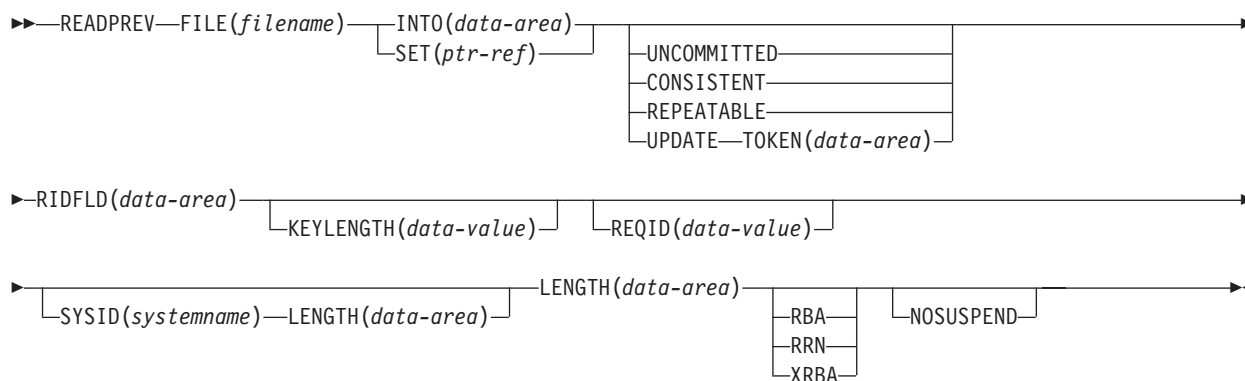 READPREV FILE(filename) INTO(data-area)
SET(ptr-ref) UNCOMMITTED
CONSISTENT
REPEATABLE
UPDATE TOKEN(data-area)
RIDFLD(data-area)
KEYLENGTH(data-value) REQID(data-value)
LENGTH(data-area)
SYSID(systemname) LENGTH(data-area) RBA NOSUSPEND
RRN
XRBA